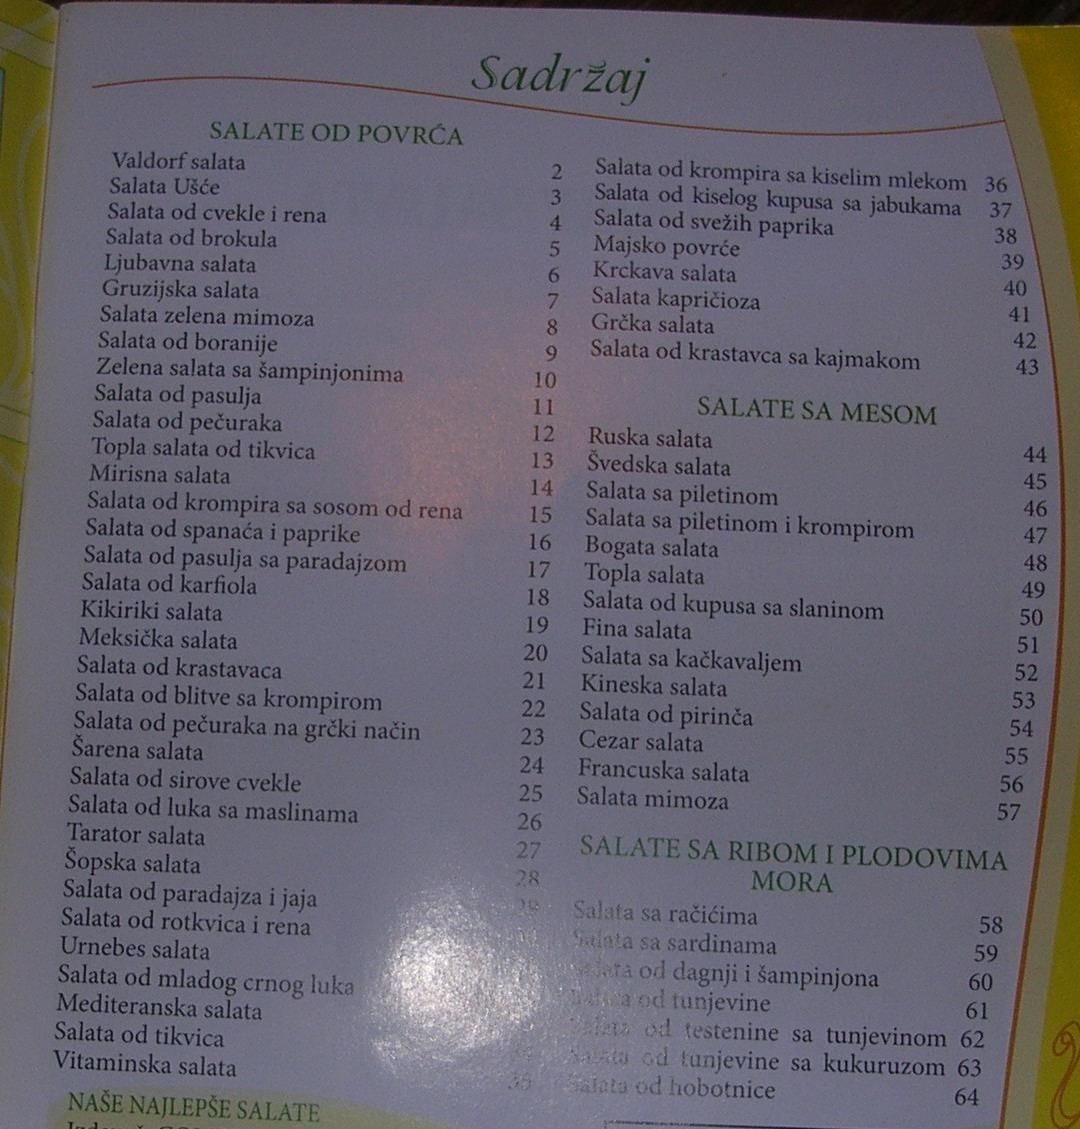 Sadržaj
SALATE OD POVRĆA
Valdorf salata 2
Salata Ušće 3
Salata od cvekle i rena 4
Salata od brokula 5
Ljubavna salata 6
Gruzijska salata 7
Salata zelena mimoza 8
Salata od boranije 9
Zelena salata sa šampinjonima 10
Salata od pasulja 11
Salata od pečuraka 12
Topla salata od tikvica 13
Mirisna salata 14
Salata od krompira sa sosom od rena 15
Salata od spanaća i paprike 16
Salata od pasulja sa paradajzom 17
Salata od karfiola 18
Kikiriki salata 19
Meksička salata 20
Salata od krastavaca 21
Salata od blitve sa krompirom 22
Salata od pečuraka na grčki način 23
Šarena salata 24
Salata od sirove cvekle 25
Salata od luka sa maslinama 26
Tarator salata 27
Šopska salata 28
Salata od paradajza i jaja 29
Salata od rotkvica i rena
Urnebes salata
Salata od mladog crnog luka
Mediteranska salata
Salata od tikvica
Vitaminska salata 35
NAŠE NAJLEPŠE SALATE
Salata od krompira sa kiselim mlekom 36
Salata od kiselog kupusa sa jabukama 37
Salata od svežih paprika 38
Majsko povrće 39
Krckava salata 40
Salata kapričioza 41
Grčka salata 42
Salata od krastavca sa kajmakom 43
SALATE SA MESOM
Ruska salata 44
Švedska salata 45
Salata sa piletinom 46
Salata sa piletinom i krompirom 47
Bogata salata 48
Topla salata 49
Salata od kupusa sa slaninom 50
Fina salata 51
Salata sa kačkavaljem 52
Kineska salata 53
Salata od pirinča 54
Cezar salata 55
Francuska salata 56
Salata mimoza 57
SALATE SA RIBOM I PLODOVIMA
MORA
Salata sa račićima 58
Salata sa sardinama 59
Salata od dagnji i šampinjona 60
Salata od tunjevine 61
Salata od testenine sa tunjevinom 62
Salata od tunjevine sa kukuruzom 63
Salata od hobotnice 64